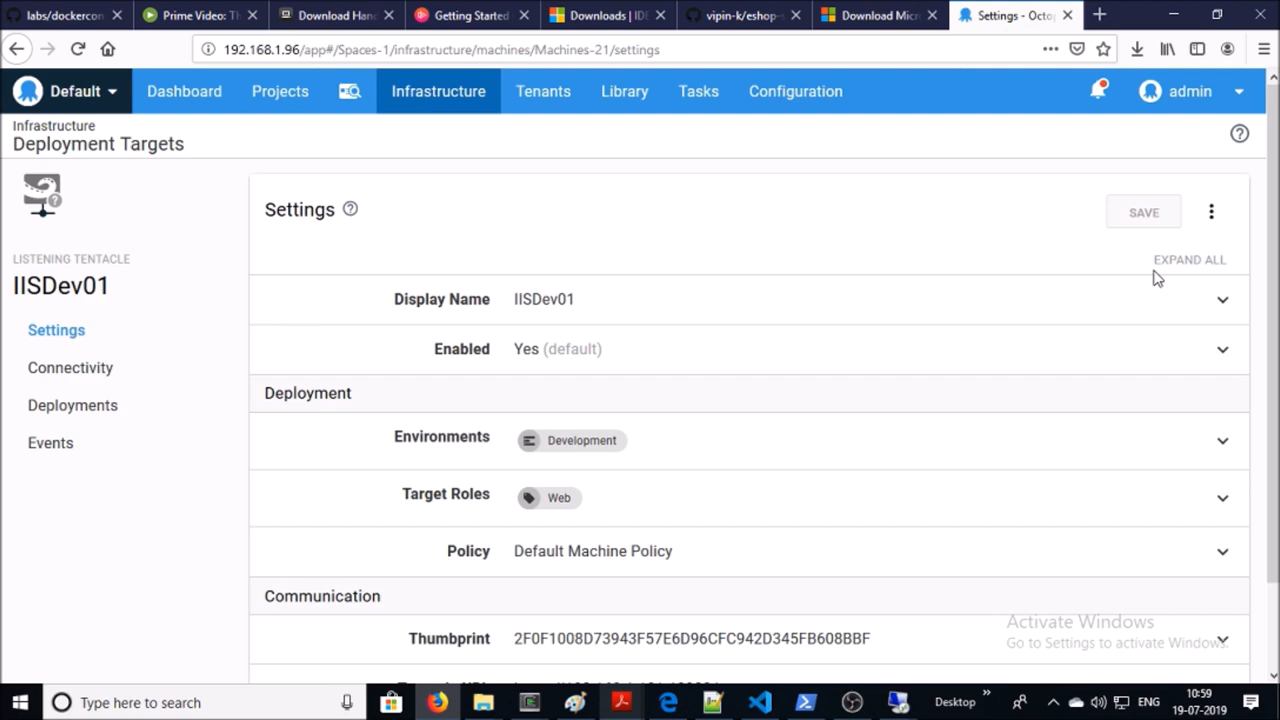 labs/dockercon
Prime Video: Th
Download Han
Getting Started
Downloads | IDE
vipin-k/eshop-s
Download Micr
Settings - Octop
192.168.1.96/app#/Spaces-1/infrastructure/machines/Machines-21/settings
Default
Dashboard
Projects
Infrastructure
Tenants
Library
Tasks
Configuration
admin
Infrastructure
Deployment Targets
LISTENING TENTACLE
IISDev01
Settings
Connectivity
Deployments
Events
Settings
SAVE
EXPAND ALL
Display Name IISDev01
Enabled Yes (default)
Deployment
Environments Development
Target Roles Web
Policy Default Machine Policy
Communication
Thumbprint 2F0F1008D73943F57E6D96CFC942D345FB608BBF
Activate Windows
Go to Settings to activate Windows.
Type here to search
Desktop
ENG
10:59
19-07-2019